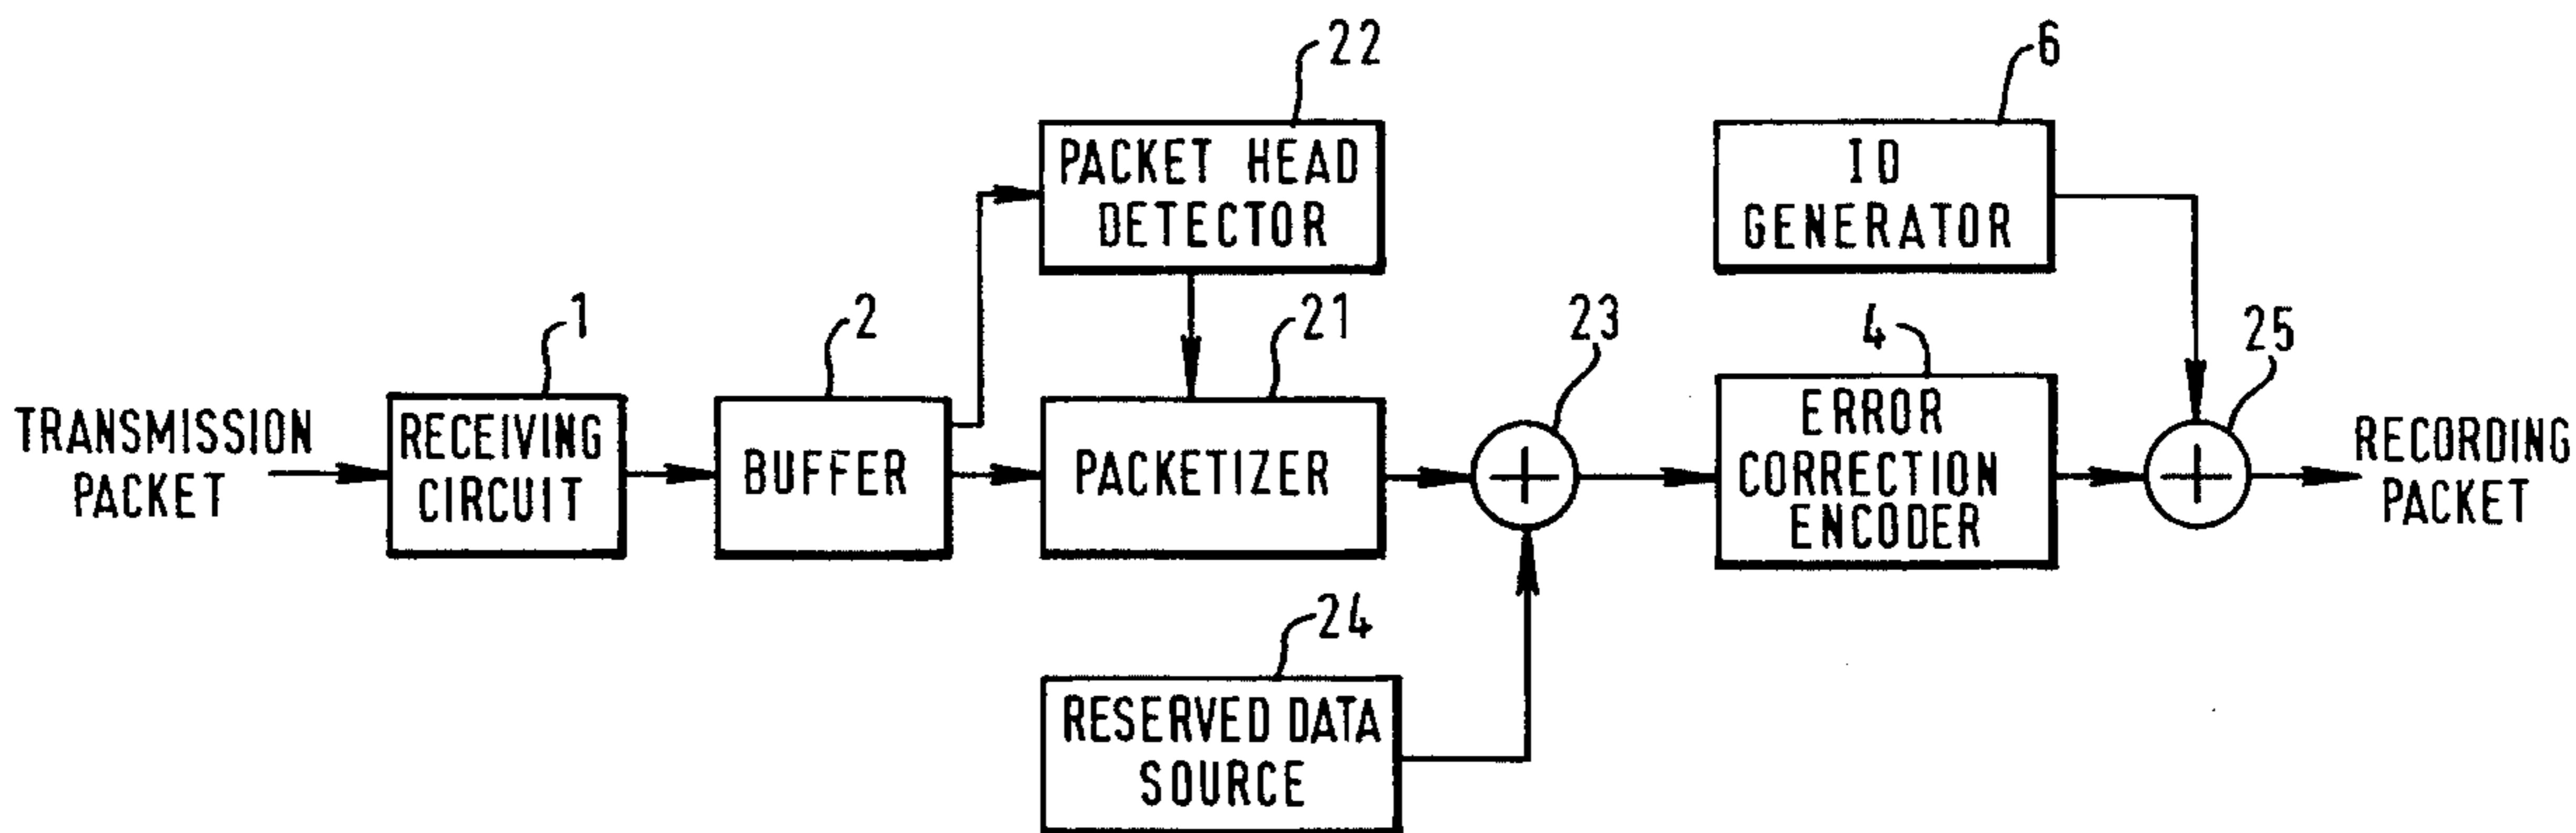 22
6
PACKET HEAD
DETECTOR
ID
GENERATOR
1
2
21
23
4
25
TRANSMISSION
PACKET
RECEIVING
CIRCUIT
BUFFER
PACKETIZER
ERROR
CORRECTION
ENCODER
RECORDING
PACKET
24
RESERVED DATA
SOURCE